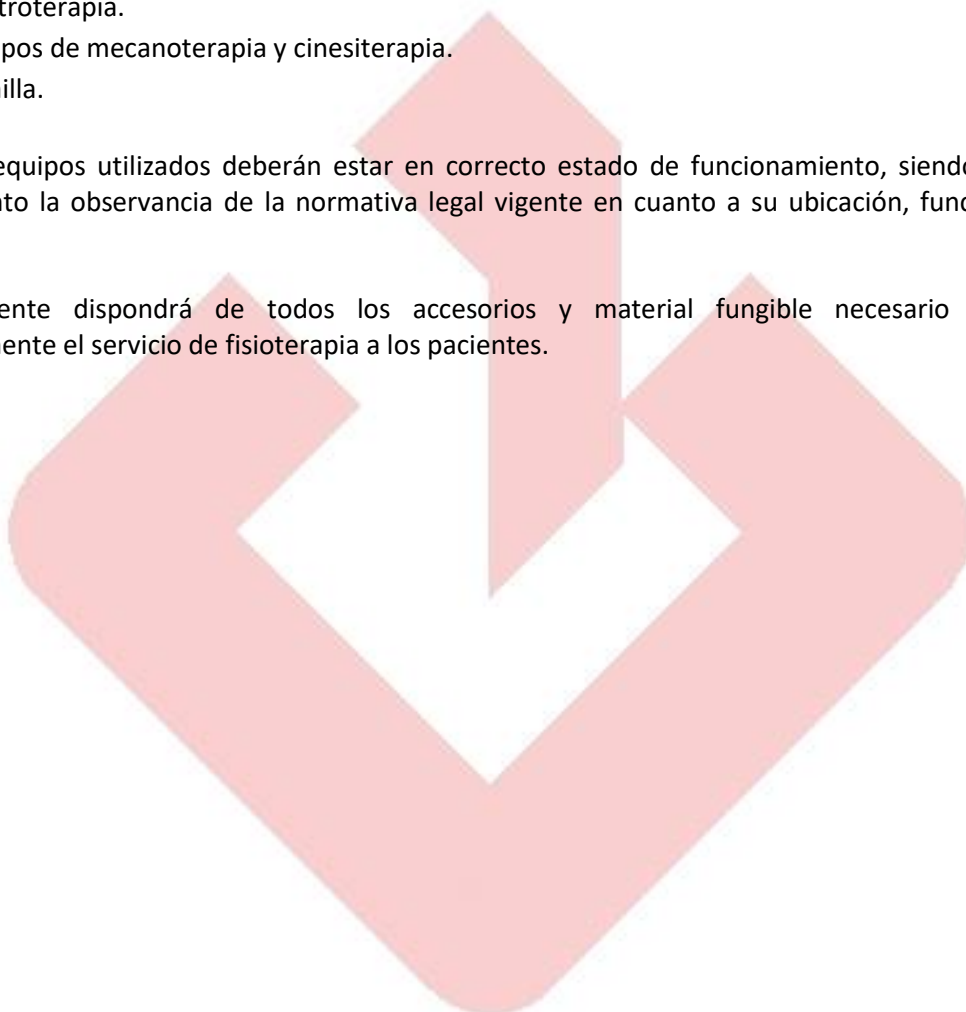 troterapia.
pos de mecanoterapia y cinesiterapia.
illa.
equipos utilizados deberán estar en correcto estado de funcionamiento, siendo
nto la observancia de la normativa legal vigente en cuanto a su ubicación, func
ente dispondrá de todos los accesorios y material fungible necesario
nente el servicio de fisioterapia a los pacientes.